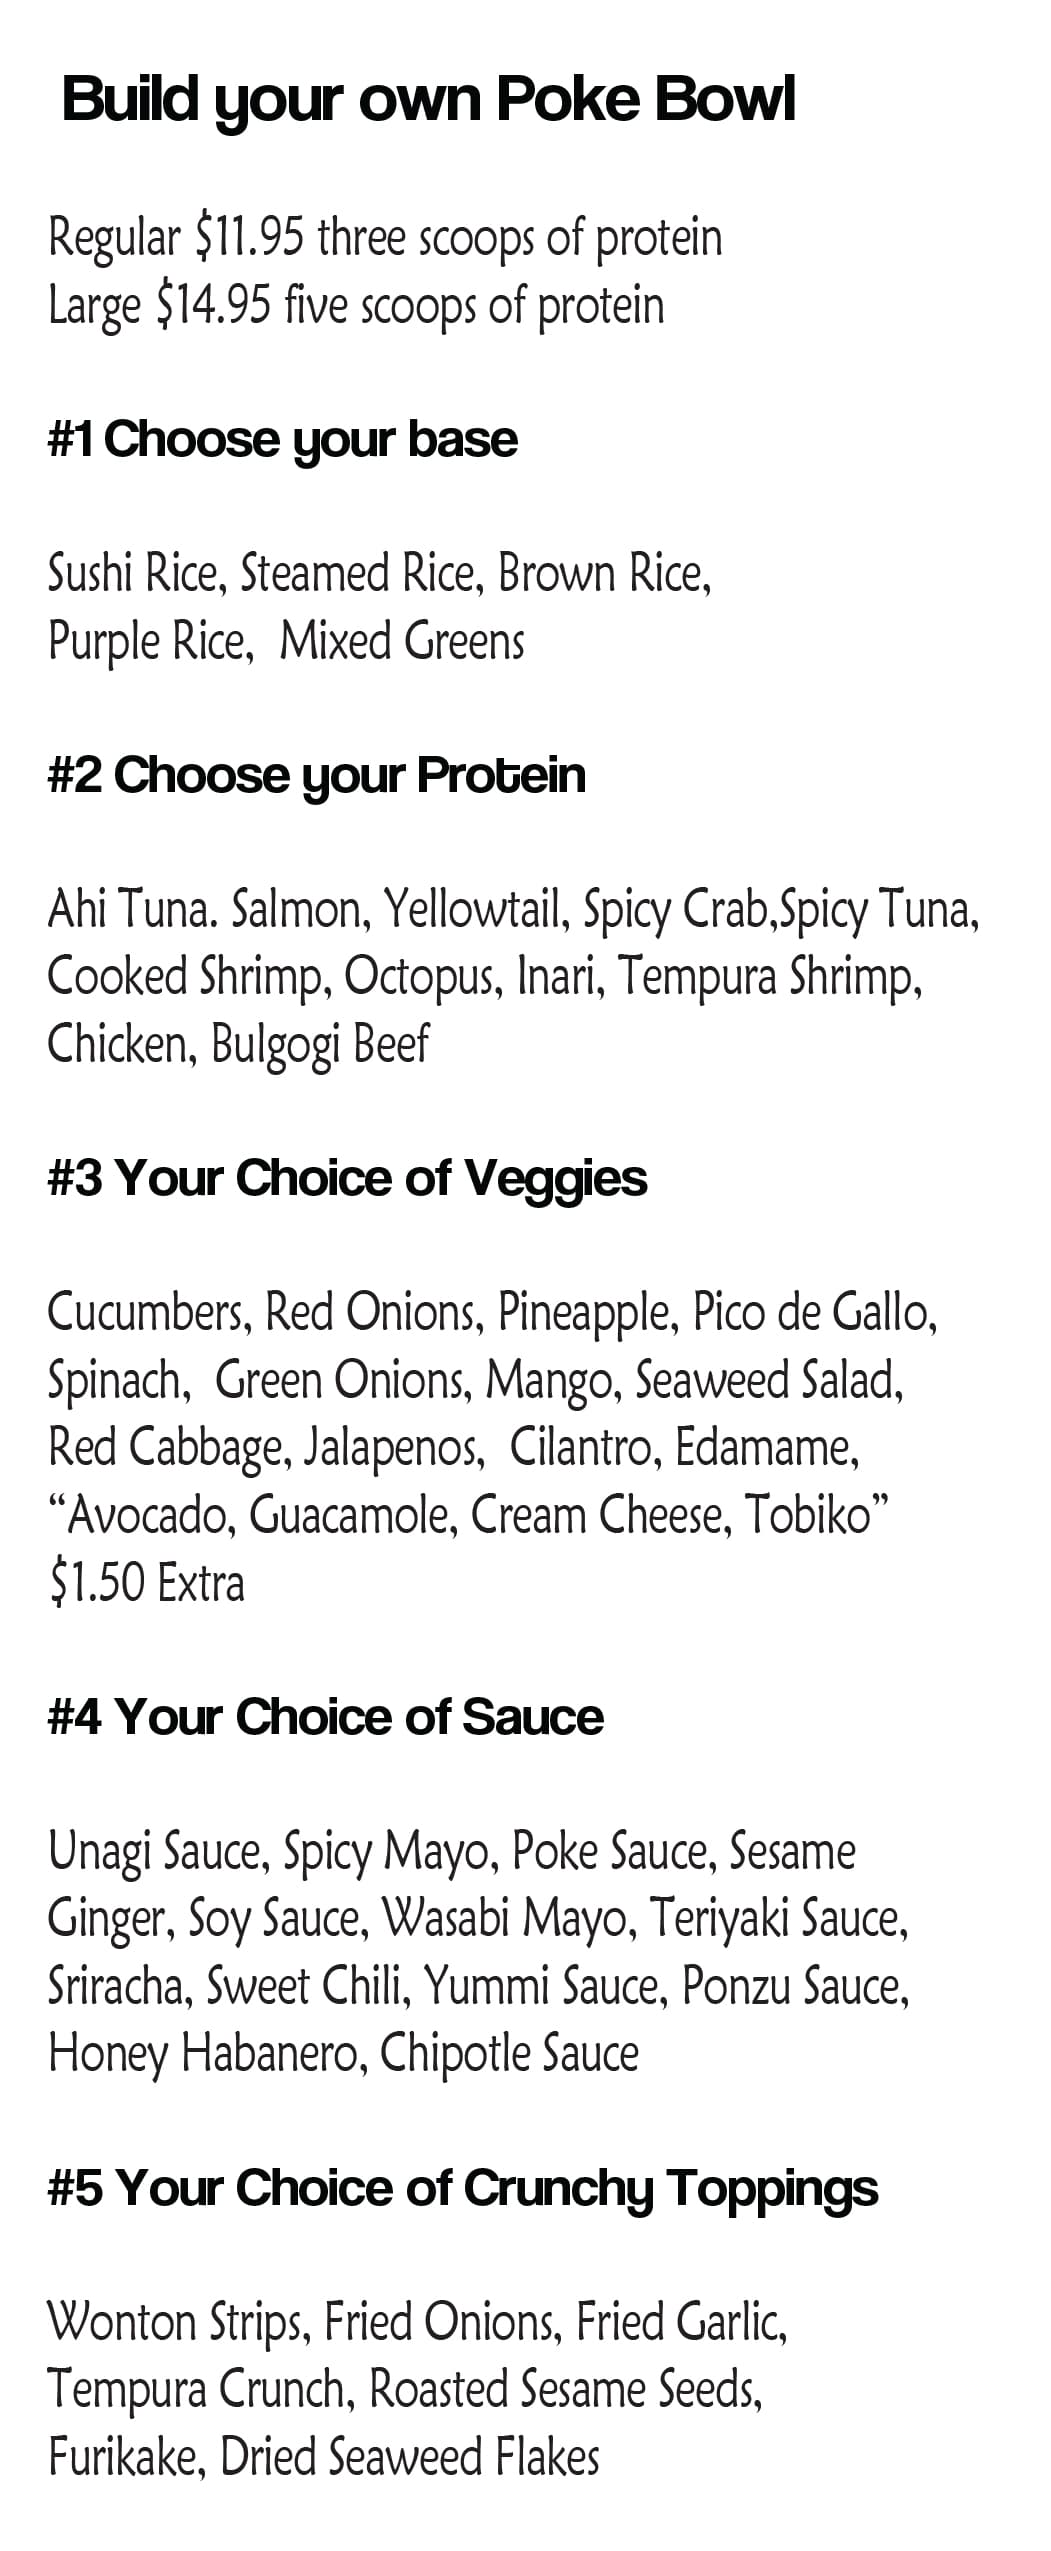 Build your own Poke Bowl
Regular $11.95 three scoops of protein
Large $14.95 five scoops of protein
#1 Choose your base
Sushi Rice, Steamed Rice, Brown Rice,
Purple Rice,  Mixed Greens
#2 Choose your Protein
Ahi Tuna. Salmon, Yellowtail, Spicy Crab,Spicy Tuna,
Cooked Shrimp, Octopus, Inari, Tempura Shrimp,
Chicken, Bulgogi Beef
#3 Your Choice of Veggies
Cucumbers, Red Onions, Pineapple, Pico de Gallo,
Spinach,  Green Onions, Mango, Seaweed Salad,
Red Cabbage, Jalapenos,  Cilantro, Edamame,
“Avocado, Guacamole, Cream Cheese, Tobiko”
$1.50 Extra
#4 Your Choice of Sauce
Unagi Sauce, Spicy Mayo, Poke Sauce, Sesame
Ginger, Soy Sauce, Wasabi Mayo, Teriyaki Sauce,
Sriracha, Sweet Chili, Yummi Sauce, Ponzu Sauce,
Honey Habanero, Chipotle Sauce
#5 Your Choice of Crunchy Toppings
Wonton Strips, Fried Onions, Fried Garlic,
Tempura Crunch, Roasted Sesame Seeds,
Furikake, Dried Seaweed Flakes